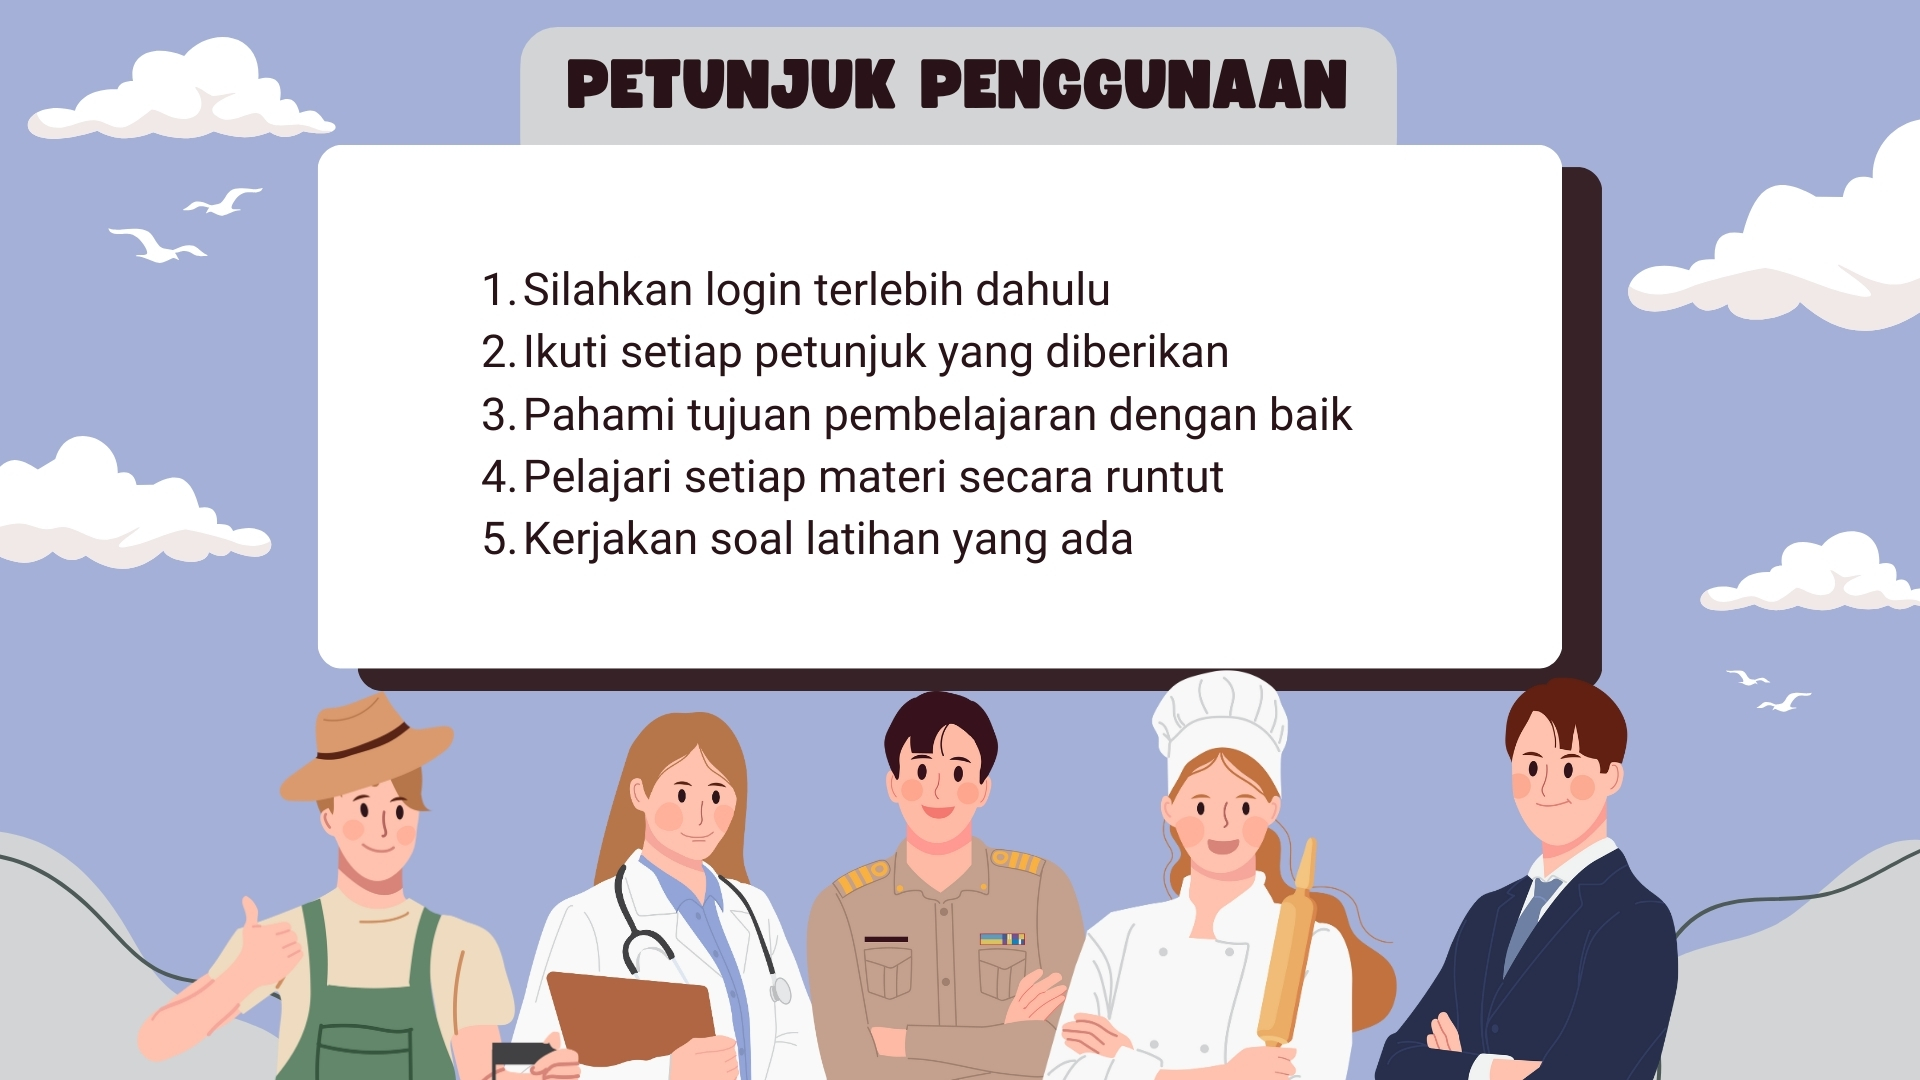 PETUNJUK PENGGUNAAN
1. Silahkan login terlebih dahulu
2. Ikuti setiap petunjuk yang diberikan
3. Pahami tujuan pembelajaran dengan baik
4. Pelajari setiap materi secara runtut
5. Kerjakan soal latihan yang ada